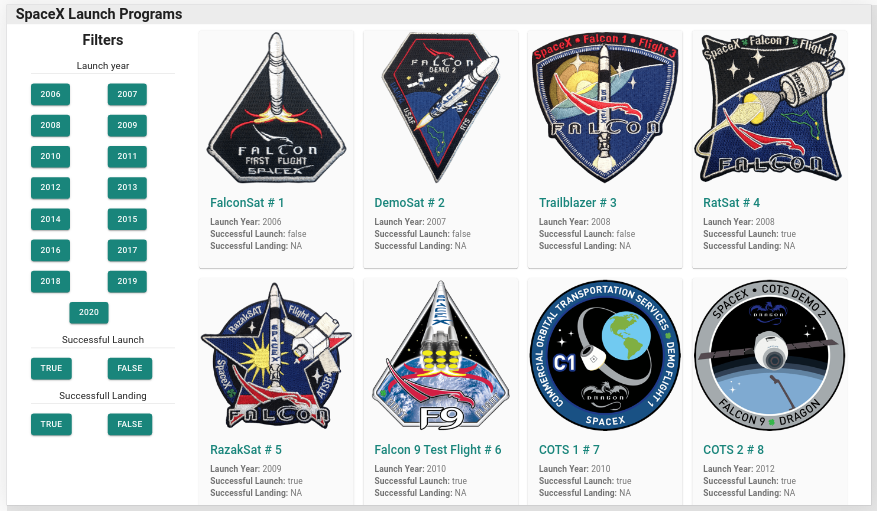 SpaceX Launch Programs
Filters
Launch year
2006 2007
2008 2009
2010 2011
2012 2013
2014 2015
2016 2017
2018 2019
2020
Successful Launch
TRUE FALSE
Successfull Landing
TRUE FALSE
FALCON
FIRST FLIGHT
SPACEX
FalconSat # 1
Launch Year: 2006
Successful Launch: false
Successful Landing: NA
FALCON
DEMO 2
SPACEX
USAF
DemoSat # 2
Launch Year: 2007
Successful Launch: false
Successful Landing: NA
SpaceX • Falcon 1 • Flight 3
SPACEX
FALCON
Trailblazer # 3
Launch Year: 2008
Successful Launch: false
Successful Landing: NA
SpaceX Falcon 1 Flight 4
FALCON
RatSat # 4
Launch Year: 2008
Successful Launch: true
Successful Landing: NA
RazakSAT Flight 5
SPACEX
SpaceX ATSB
FALCON
RazakSat # 5
Launch Year: 2009
Successful Launch: true
Successful Landing: NA
SPACEX
F9
Falcon 9 Test Flight # 6
Launch Year: 2010
Successful Launch: true
Successful Landing: NA
COMMERCIAL ORBITAL TRANSPORTATION SERVICES
DEMO FLIGHT 1
C1
DRAGON
SPACEX
COTS 1 # 7
Launch Year: 2010
Successful Launch: true
Successful Landing: NA
SPACEX • COTS DEMO 2
DRAGON
FALCON 9 DRAGON
COTS 2 # 8
Launch Year: 2012
Successful Launch: true
Successful Landing: NA